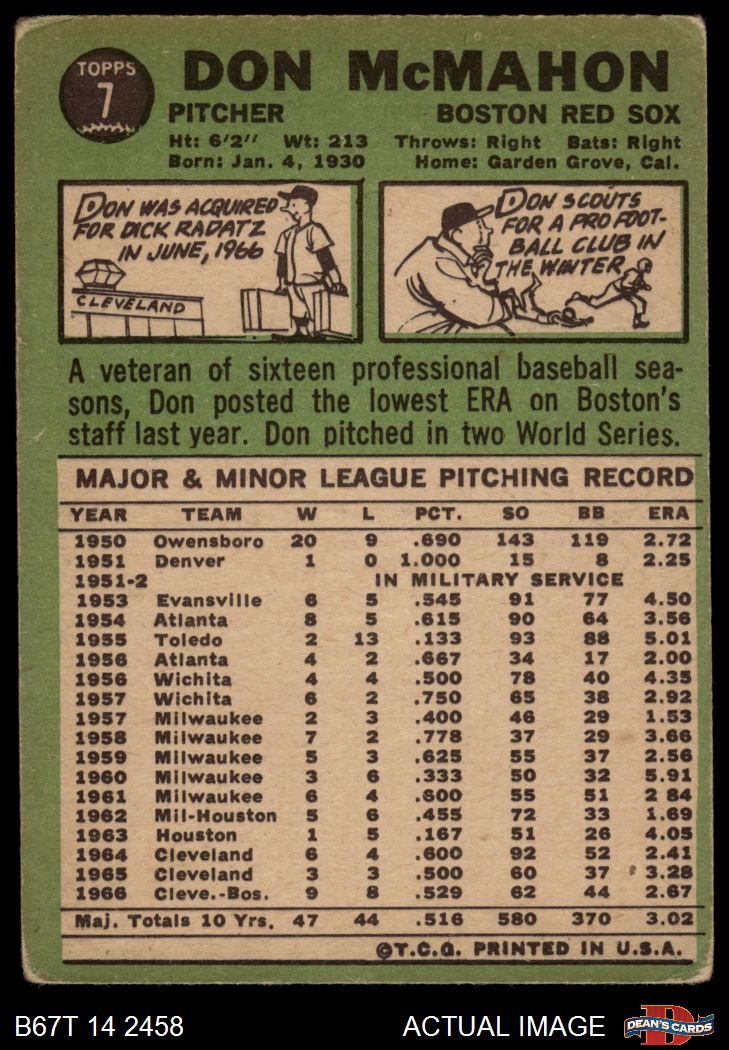 TOPPS
7
DON McMAHON
PITCHER BOSTON RED SOX
Ht: 6'2" Wt: 213 Throws: Right Bats: Right
Born: Jan. 4, 1930 Home: Garden Grove, Cal.
DON WAS ACQUIRED
FOR DICK RADATZ
IN JUNE, 1966
CLEVELAND
DON SCOUTS
FOR A PRO FOOT-
BALL CLUB IN
THE WINTER
A veteran of sixteen professional baseball sea-
sons, Don posted the lowest ERA on Boston's
staff last year. Don pitched in two World Series.
MAJOR & MINOR LEAGUE PITCHING RECORD
YEAR TEAM W L PCT. SO BB ERA
1950 Owensboro 20 9 .690 143 119 2.72
1951 Denver 1 0 1.000 15 8 2.25
1951-2 IN MILITARY SERVICE
1953 Evansville 6 5 .545 91 77 4.50
1954 Atlanta 8 5 .615 90 64 3.56
1955 Toledo 2 13 .133 93 88 5.01
1956 Atlanta 4 2 .667 34 17 2.00
1956 Wichita 4 4 .500 78 40 4.35
1957 Wichita 6 2 .750 65 38 2.92
1957 Milwaukee 2 3 .400 46 29 1.53
1958 Milwaukee 7 2 .778 37 29 3.66
1959 Milwaukee 5 3 .625 55 37 2.56
1960 Milwaukee 3 6 .333 50 32 5.91
1961 Milwaukee 6 4 .600 55 51 2 84
1962 Mil-Houston 5 6 .455 72 33 1.69
1963 Houston 1 5 .167 51 26 4.05
1964 Cleveland 6 4 .600 92 52 2.41
1965 Cleveland 3 3 .500 60 37 3.28
1966 Cleve.-Bos. 9 8 .529 62 44 2.67
Maj. Totals 10 Yrs. 47 44 .516 580 370 3.02
©T.C.G. PRINTED IN U.S.A.
B67T 14 2458 ACTUAL IMAGE
D
DEAN'S CARDS